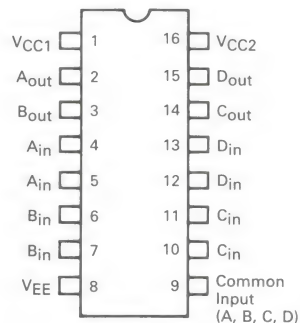 VCC1 1 16 VCC2
Aout 2 15 Dout
Bout 3 14 Cout
Ain 4 13 Din
Ain 5 12 Din
Bin 6 11 Cin
Bin 7 10 Cin
VEE 8 9 Common
Input
(A, B, C, D)